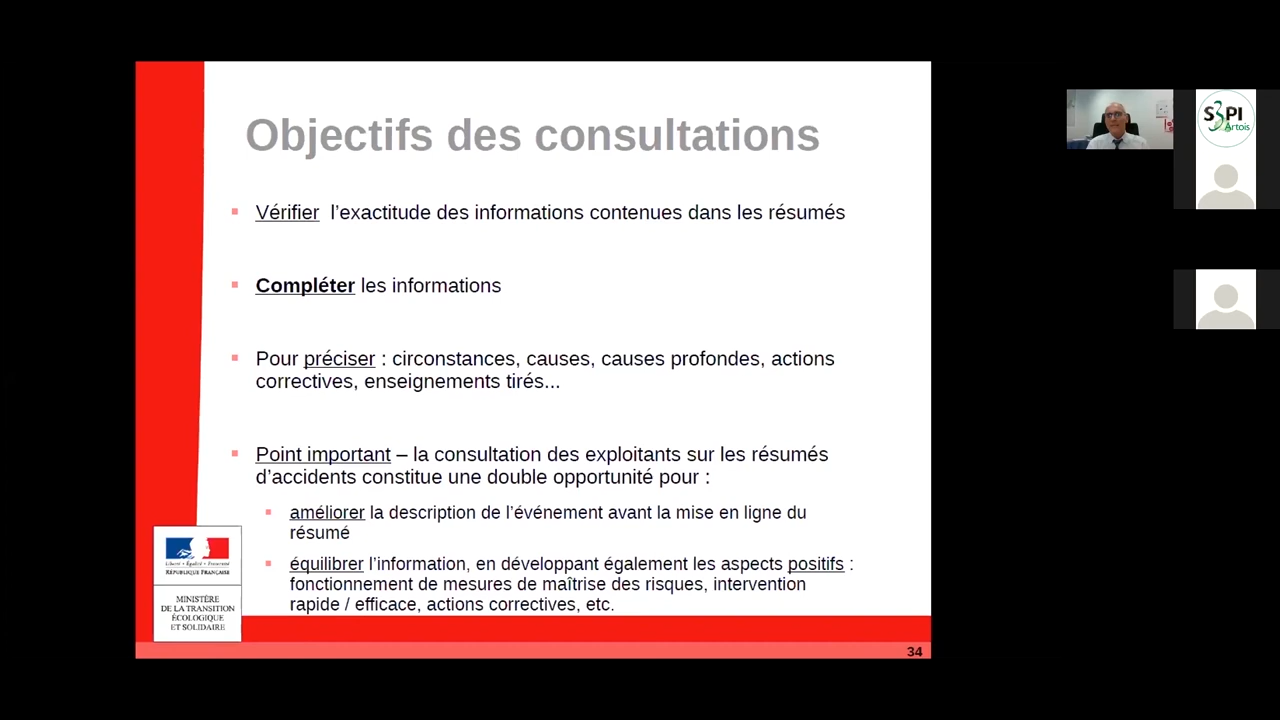 Objectifs des consultations
Vérifier l’exactitude des informations contenues dans les résumés
Compléter les informations
Pour préciser : circonstances, causes, causes profondes, actions
correctives, enseignements tirés...
Point important – la consultation des exploitants sur les résumés
d’accidents constitue une double opportunité pour :
améliorer la description de l’événement avant la mise en ligne du
résumé
équilibrer l’information, en développant également les aspects positifs :
fonctionnement de mesures de maîtrise des risques, intervention
rapide / efficace, actions correctives, etc.
Liberté • Égalité • Fraternité
RÉPUBLIQUE FRANÇAISE
MINISTÈRE
DE LA TRANSITION
ÉCOLOGIQUE
ET SOLIDAIRE
34
S3PI
Artois